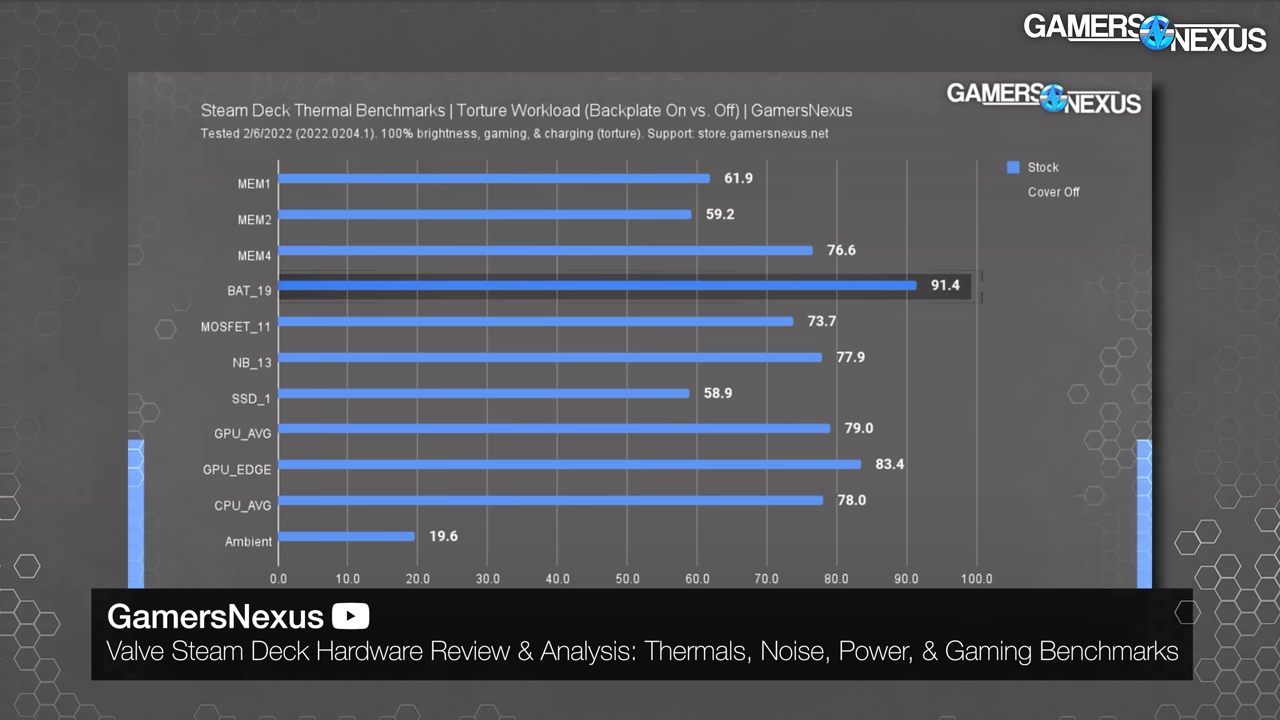 GAMERS NEXUS
GAMERS NEXUS
Steam Deck Thermal Benchmarks | Torture Workload (Backplate On vs. Off) | GamersNexus
Tested 2/6/2022 (2022.0204.1). 100% brightness, gaming, & charging (torture). Support: store.gamersnexus.net
Stock
Cover Off
MEM1 61.9
MEM2 59.2
MEM4 76.6
BAT_19 91.4
MOSFET_11 73.7
NB_13 77.9
SSD_1 58.9
GPU_AVG 79.0
GPU_EDGE 83.4
CPU_AVG 78.0
Ambient 19.6
0.0 10.0 20.0 30.0 40.0 50.0 60.0 70.0 80.0 90.0 100.0
GamersNexus
Valve Steam Deck Hardware Review & Analysis: Thermals, Noise, Power, & Gaming Benchmarks